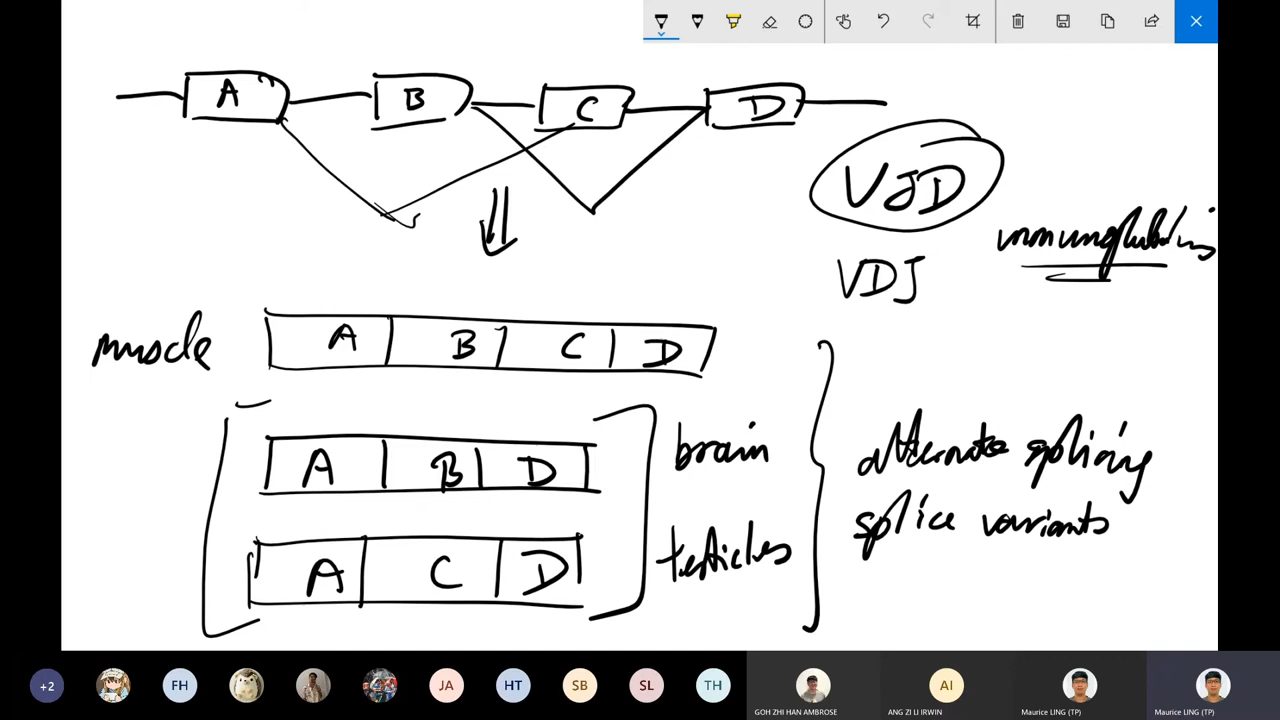 A B C D
VJD
immunoglobulins
VDJ
muscle A B C D
A B D brain
alternate splicing
splice variants
A C D testicles
+2 FH JA HT SB SL TH AI
GOH ZHI HAN AMBROSE ANG ZI LI IRWIN Maurice LING (TP) Maurice LING (TP)